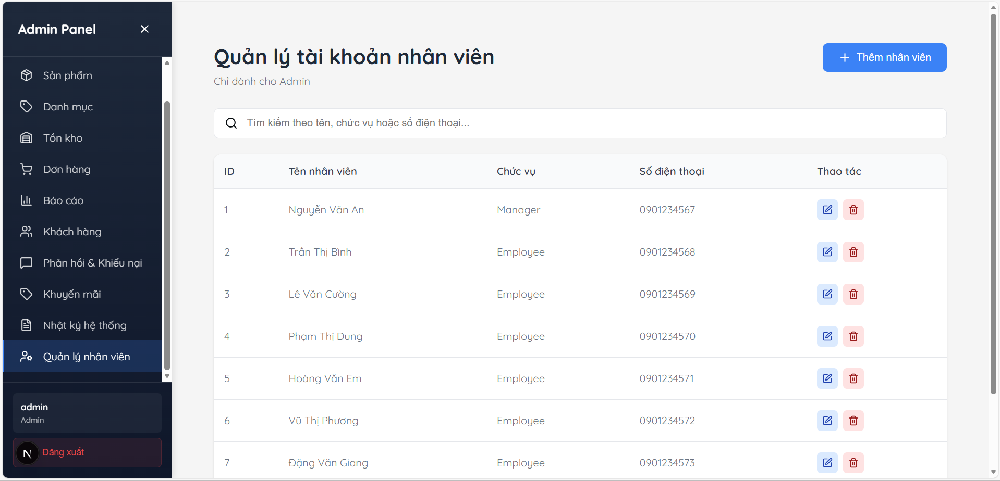 Admin Panel
Sản phẩm
Danh mục
Tồn kho
Đơn hàng
Báo cáo
Khách hàng
Phản hồi & Khiếu nại
Khuyến mãi
Nhật ký hệ thống
Quản lý nhân viên
admin
Admin
N Đăng xuất
Quản lý tài khoản nhân viên
Chỉ dành cho Admin
Thêm nhân viên
Tìm kiếm theo tên, chức vụ hoặc số điện thoại...
ID Tên nhân viên Chức vụ Số điện thoại Thao tác
1 Nguyễn Văn An Manager 0901234567
2 Trần Thị Bình Employee 0901234568
3 Lê Văn Cường Employee 0901234569
4 Phạm Thị Dung Employee 0901234570
5 Hoàng Văn Em Employee 0901234571
6 Vũ Thị Phương Employee 0901234572
7 Đặng Văn Giang Employee 0901234573